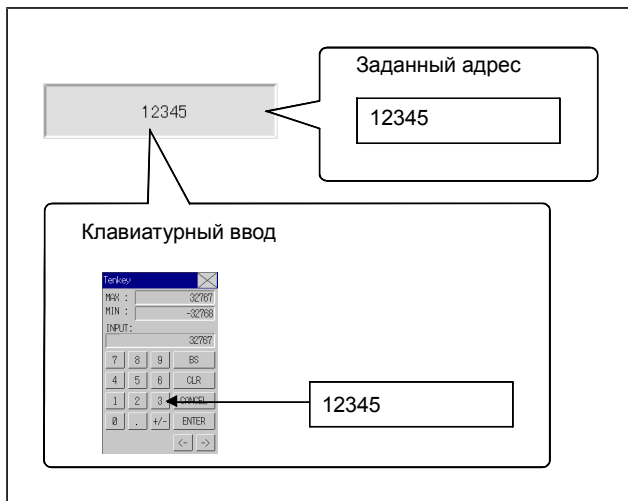 Заданный адрес
12345
12345
Клавиатурный ввод
Tenkey
MAX : 32767
MIN : -32768
INPUT:
32767
7 8 9 BS
4 5 6 CLR
1 2 3 CANCEL
0 . +/- ENTER
<- ->
12345